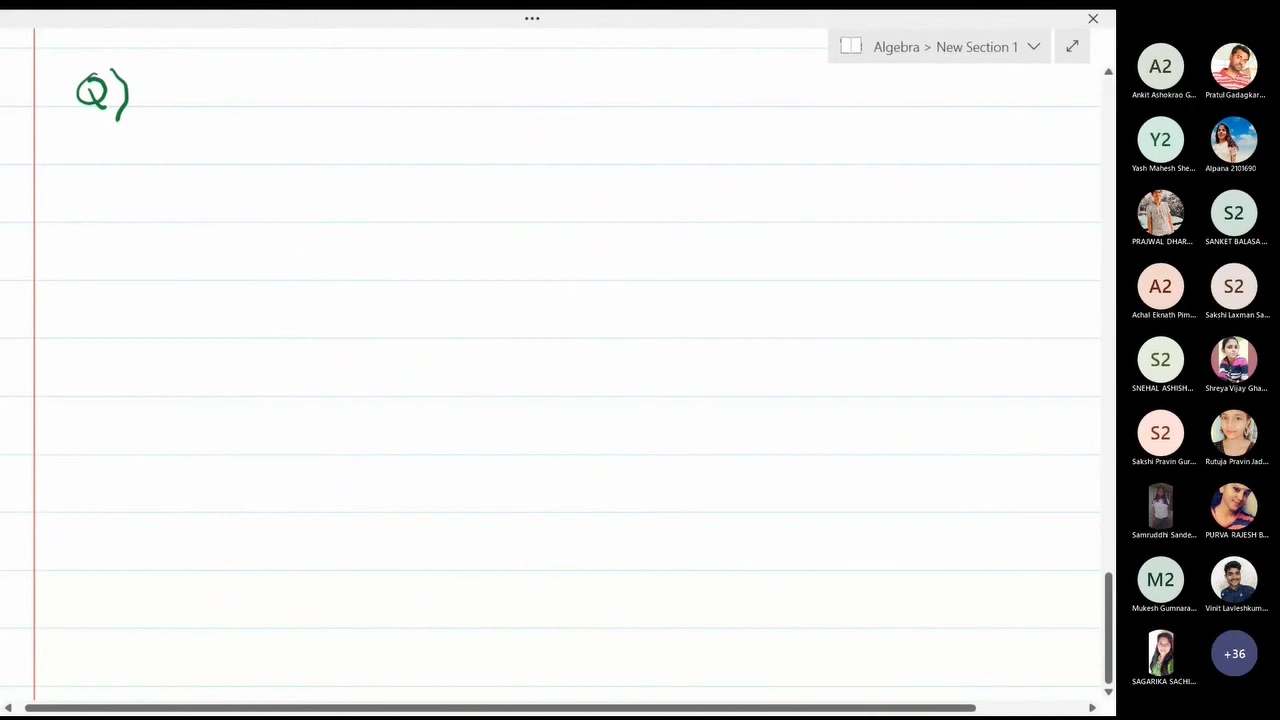 Algebra > New Section 1
Q)
A2
Ankit Ashokrao G...
Pratul Gadagkar...
Y2
Yash Mahesh She...
Alpana 2101690
PRAJWAL DHAR...
S2
SANKET BALASA...
A2
Achal Eknath Pim...
S2
Sakshi Laxman Sa...
S2
SNEHAL ASHISH...
Shreya Vijay Gha...
S2
Sakshi Pravin Gur...
Rutuja Pravin Jad...
Samruddhi Sande...
PURVA RAJESH B...
M2
Mukesh Gumnara...
Vinit Lavleshkum...
SAGARIKA SACHI...
+36